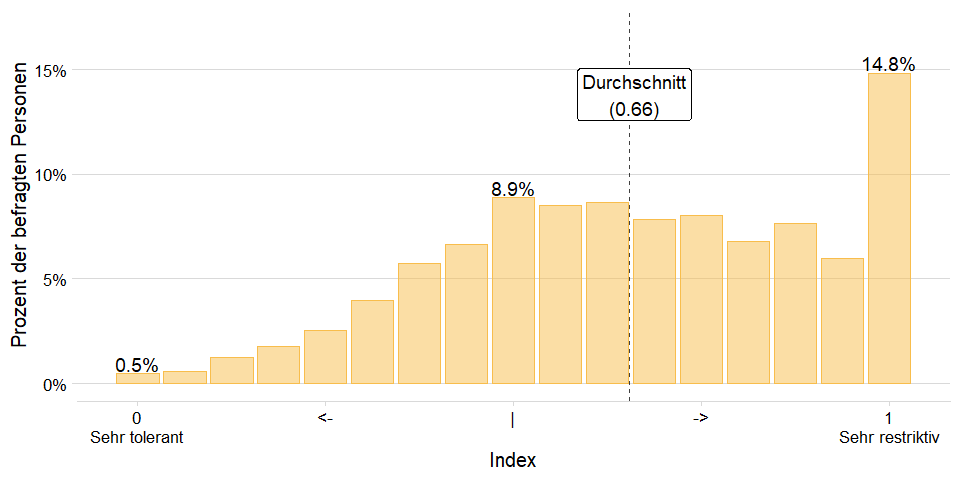 Prozent der befragten Personen
15%
10%
5%
0%
14.8%
Durchschnitt
(0.66)
8.9%
0.5%
0
<-
|
->
1
Sehr tolerant
Sehr restriktiv
Index